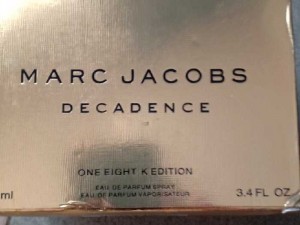 MARC JACOBS
DECADENCE
ONE EIGHT K EDITION
EAU DE PARFUM SPRAY
EAU DE PARFUM VAPORISATEUR
ml 3.4 FL OZ